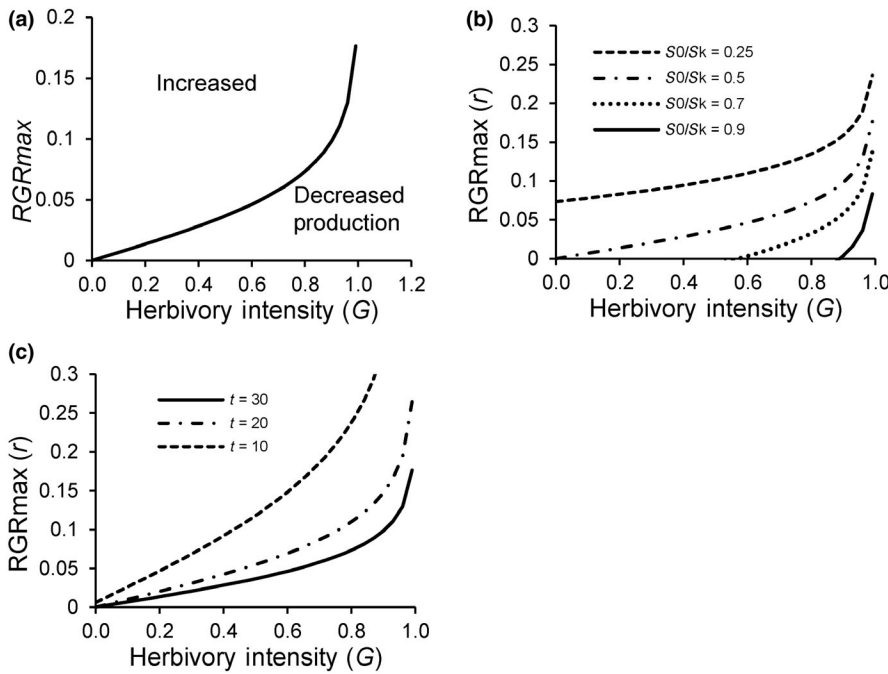 (a)
0.2
0.15
0.1
0.05
0
RGRmax
Increased
Decreased
production
0.0 0.2 0.4 0.6 0.8 1.0 1.2
Herbivory intensity (G)
(b)
0.3
0.25
0.2
0.15
0.1
0.05
0
RGRmax (r)
S0/Sk = 0.25
S0/Sk = 0.5
S0/Sk = 0.7
S0/Sk = 0.9
0.0 0.2 0.4 0.6 0.8 1.0
Herbivory intensity (G)
(c)
0.3
0.25
0.2
0.15
0.1
0.05
0
RGRmax (r)
t = 30
t = 20
t = 10
0.0 0.2 0.4 0.6 0.8 1.0
Herbivory intensity (G)